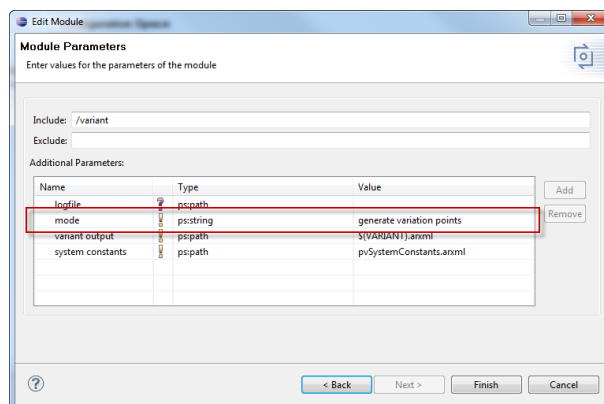 Edit Module
Module Parameters
Enter values for the parameters of the module
Include: /variant
Exclude:
Additional Parameters:
Name Type Value
logfile ps:path
mode ps:string generate variation points
variant output ps:path $(VARIANT).arxml
system constants ps:path pvSystemConstants.arxml
Add
Remove
< Back Next > Finish Cancel